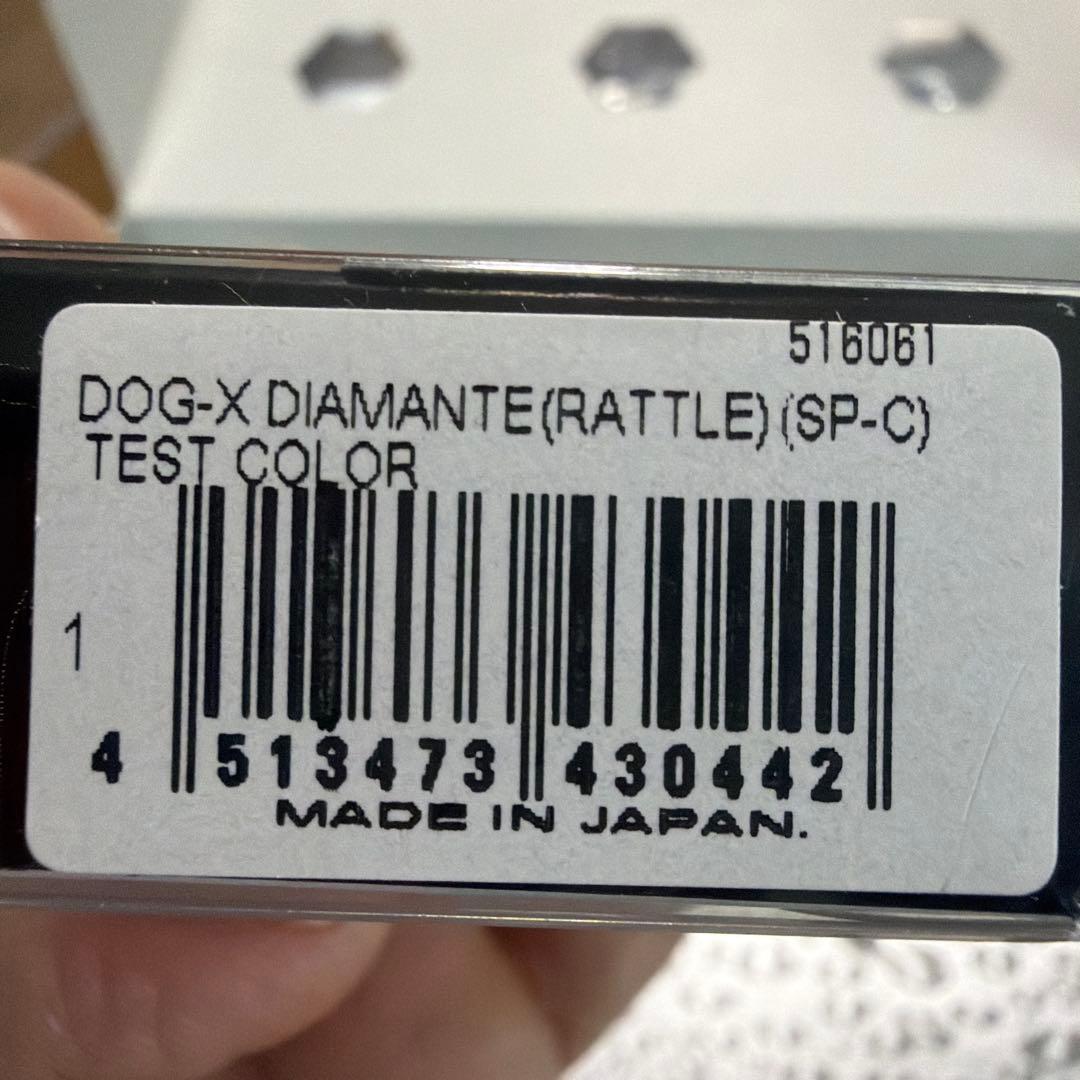 516061
DOG-X DIAMANTE(RATTLE)(SP-C)
TEST COLOR
1
4 513473 430442
MADE IN JAPAN.